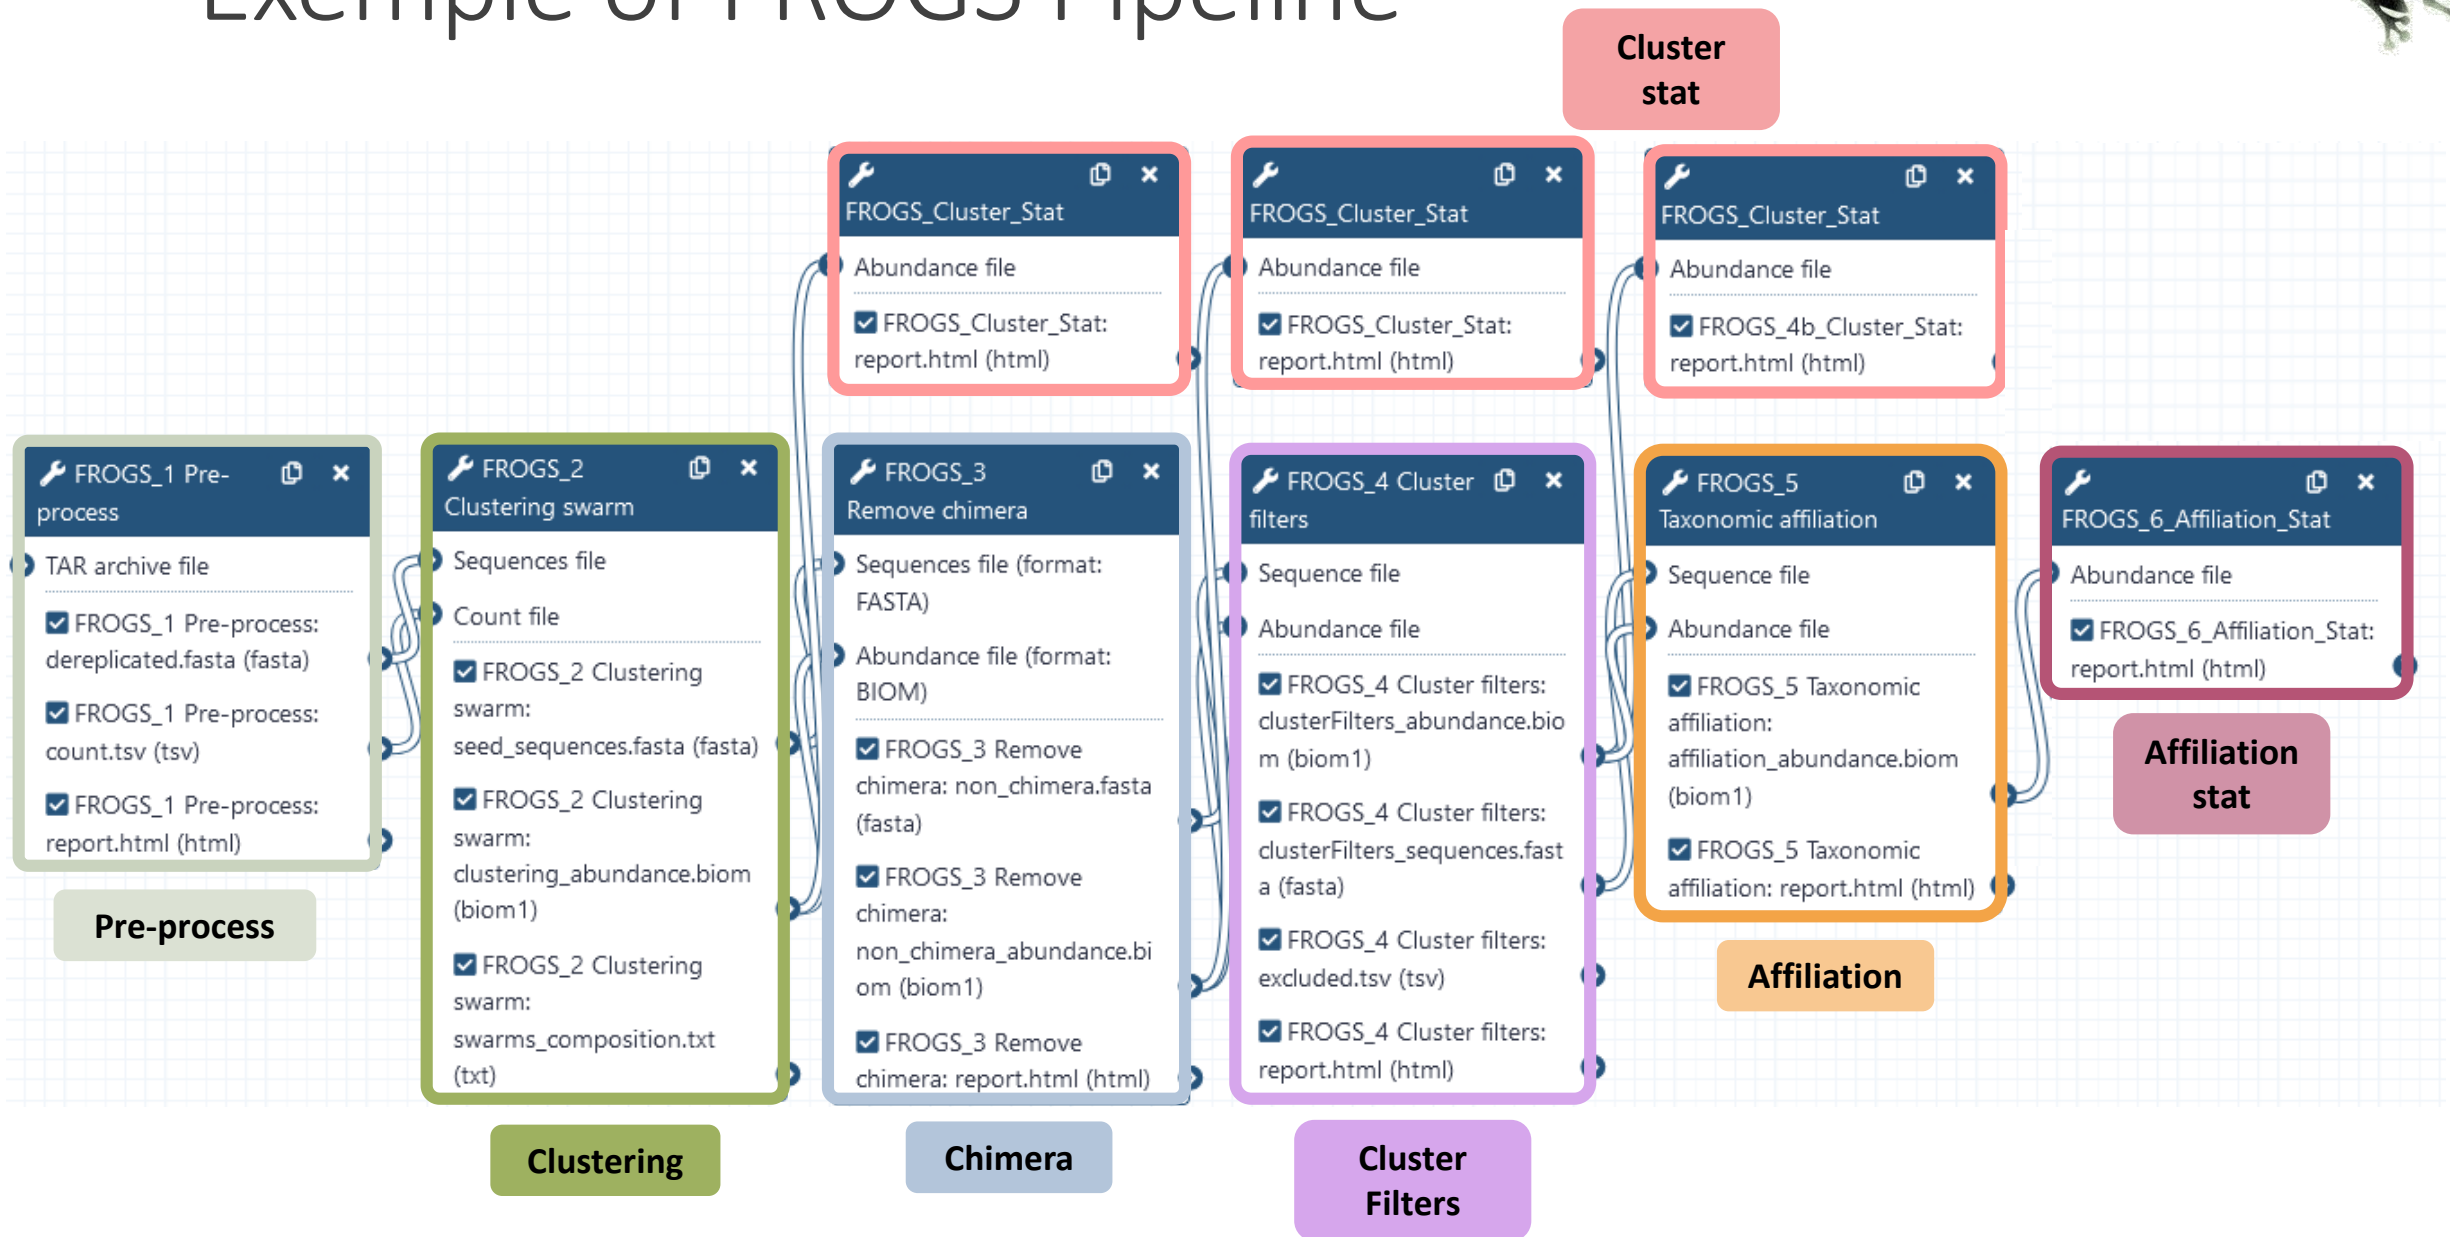 Exemple of FROGS Pipeline
Cluster
stat
FROGS_Cluster_Stat
Abundance file
FROGS_Cluster_Stat:
report.html (html)
FROGS_Cluster_Stat
Abundance file
FROGS_Cluster_Stat:
report.html (html)
FROGS_Cluster_Stat
Abundance file
FROGS_4b_Cluster_Stat:
report.html (html)
FROGS_1 Pre-
process
TAR archive file
FROGS_1 Pre-process:
dereplicated.fasta (fasta)
FROGS_1 Pre-process:
count.tsv (tsv)
FROGS_1 Pre-process:
report.html (html)
Pre-process
FROGS_2
Clustering swarm
Sequences file
Count file
FROGS_2 Clustering
swarm:
seed_sequences.fasta (fasta)
FROGS_2 Clustering
swarm:
clustering_abundance.biom
(biom1)
FROGS_2 Clustering
swarm:
swarms_composition.txt
(txt)
Clustering
FROGS_3
Remove chimera
Sequences file (format:
FASTA)
Abundance file (format:
BIOM)
FROGS_3 Remove
chimera: non_chimera.fasta
(fasta)
FROGS_3 Remove
chimera:
non_chimera_abundance.bi
om (biom1)
FROGS_3 Remove
chimera: report.html (html)
Chimera
FROGS_4 Cluster
filters
Sequence file
Abundance file
FROGS_4 Cluster filters:
clusterFilters_abundance.bio
m (biom1)
FROGS_4 Cluster filters:
clusterFilters_sequences.fast
a (fasta)
FROGS_4 Cluster filters:
excluded.tsv (tsv)
FROGS_4 Cluster filters:
report.html (html)
Cluster
Filters
FROGS_5
Taxonomic affiliation
Sequence file
Abundance file
FROGS_5 Taxonomic
affiliation:
affiliation_abundance.biom
(biom1)
FROGS_5 Taxonomic
affiliation: report.html (html)
Affiliation
FROGS_6_Affiliation_Stat
Abundance file
FROGS_6_Affiliation_Stat:
report.html (html)
Affiliation
stat